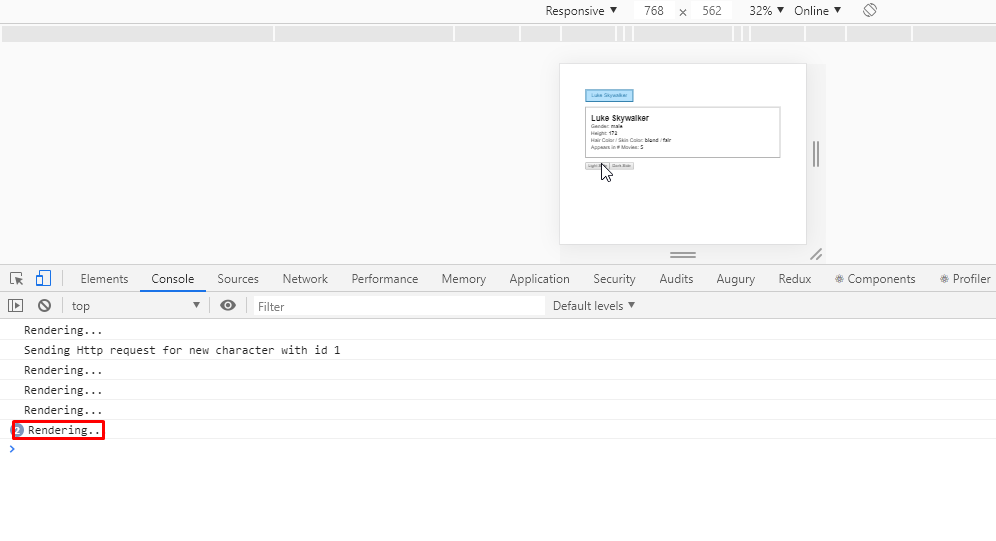 Responsive ▼ 768 × 562 32% ▼ Online ▼
Luke Skywalker
Luke Skywalker
Gender: male
Height: 172
Hair Color / Skin Color: blond / fair
Appears in # Movies: 5
Light Dark Side
Elements Console Sources Network Performance Memory Application Security Audits Augury Redux Components Profiler
top ▼ Filter Default levels ▼
Rendering...
Sending Http request for new character with id 1
Rendering...
Rendering...
Rendering...
2 Rendering..